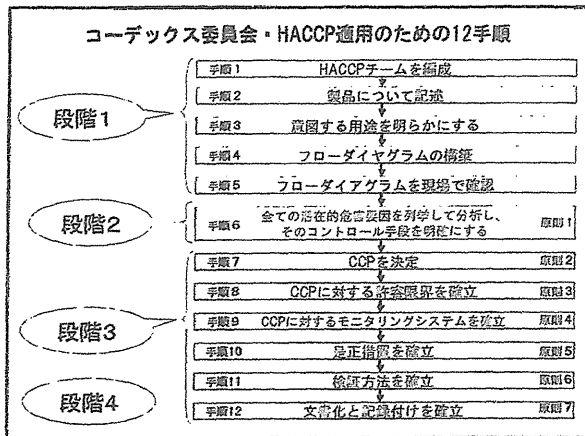 コーデックス委員会・HACCP適用のための12手順
段階1
手順1 HACCPチームを編成
手順2 製品について記述
手順3 意図する用途を明らかにする
手順4 フローダイヤグラムの構築
手順5 フローダイアグラムを現場で確認
段階2
手順6 全ての潜在的危害要因を列挙して分析し、
そのコントロール手段を明確にする 原則1
段階3
手順7 CCPを決定 原則2
手順8 CCPに対する許容限界を確立 原則3
手順9 CCPに対するモニタリングシステムを確立 原則4
手順10 是正措置を確立 原則5
段階4
手順11 検証方法を確立 原則6
手順12 文書化と記録付けを確立 原則7